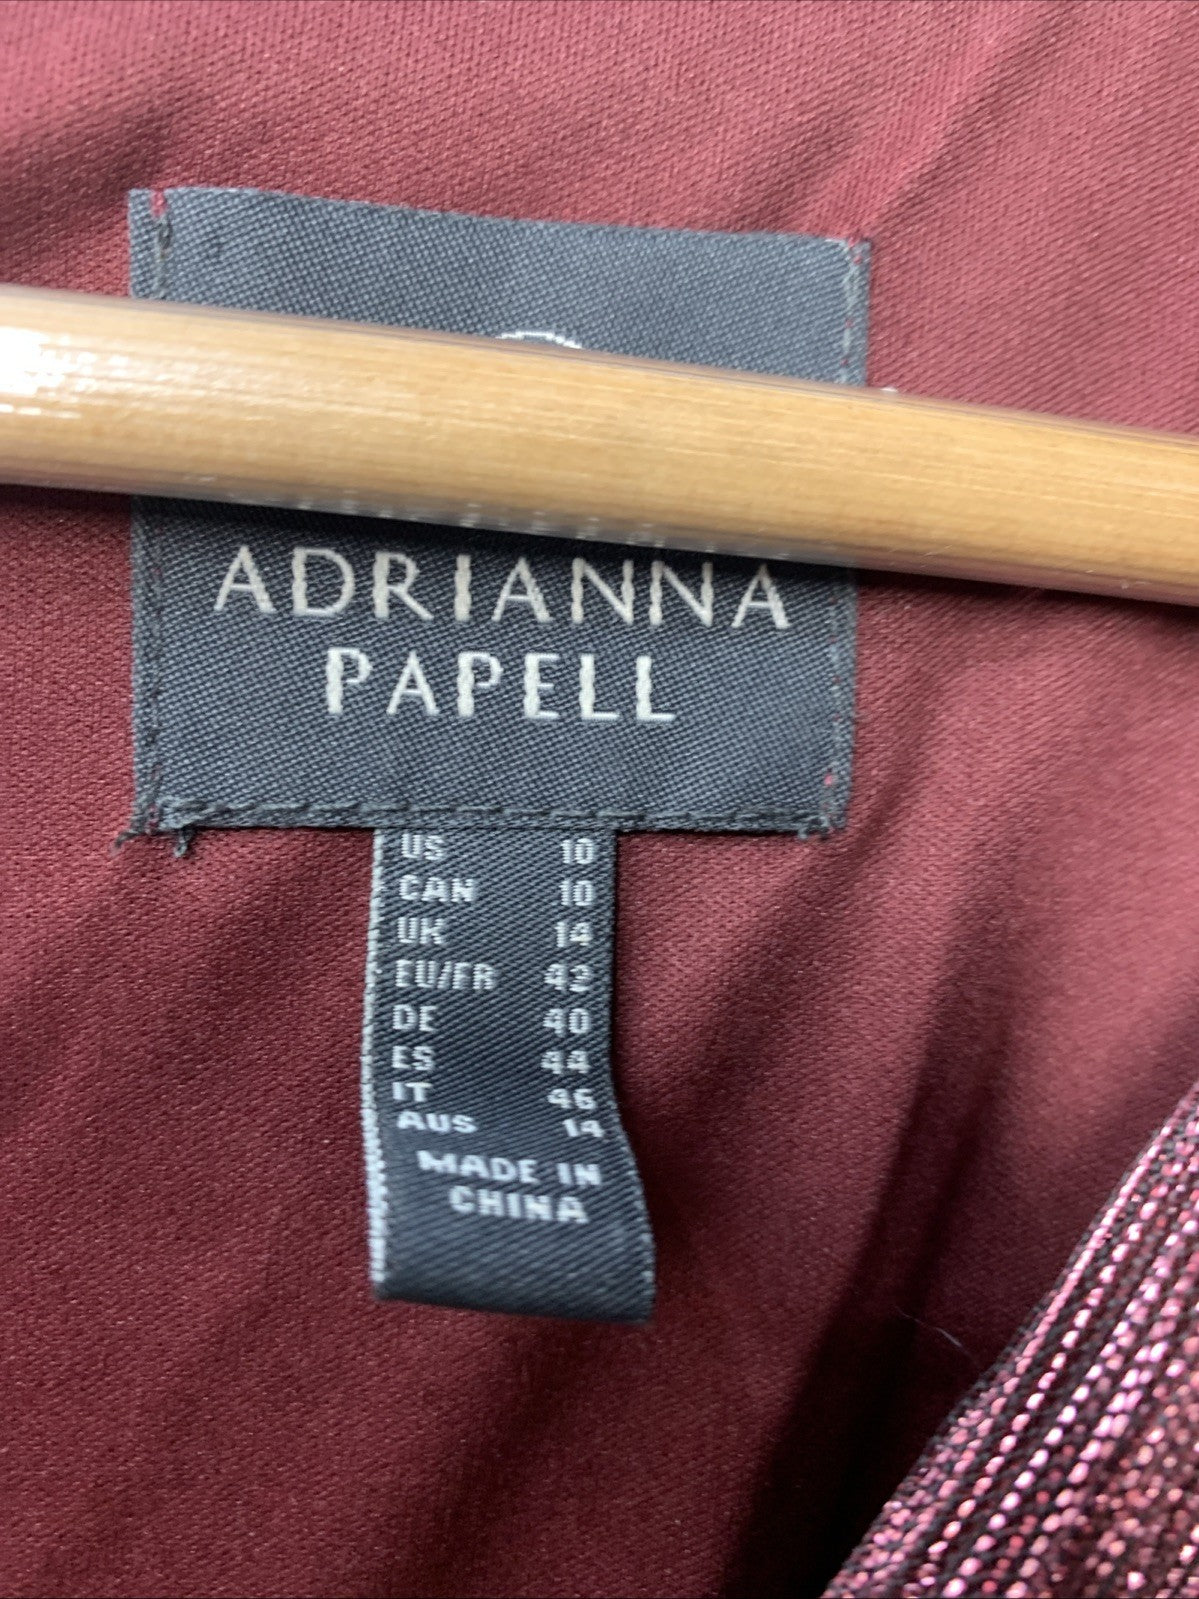 ADRIANNA
PAPELL
US 10
CAN 10
UK 14
EU/FR 42
DE 40
ES 44
IT 46
AUS 14
MADE IN
CHINA